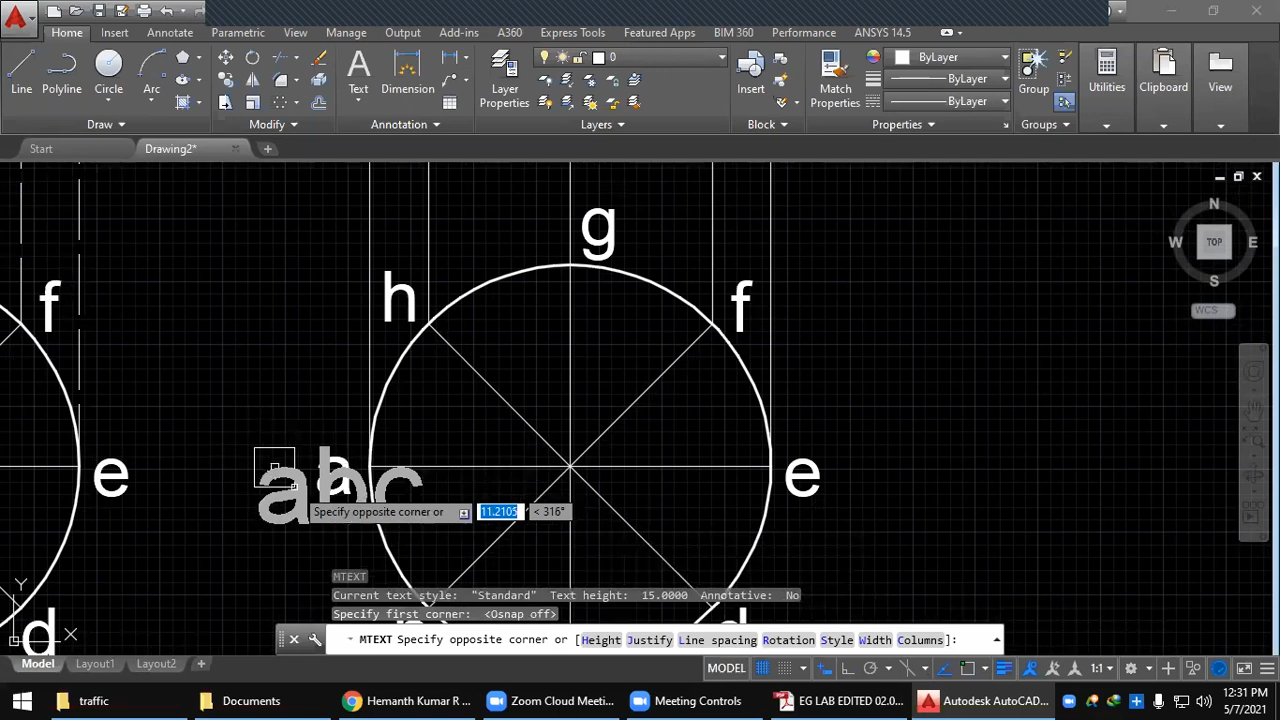 Home Insert Annotate Parametric View Manage Output Add-ins A360 Express Tools Featured Apps BIM 360 Performance ANSYS 14.5
0
ByLayer
ByLayer
ByLayer
Line Polyline Circle Arc Text Dimension Layer Properties Insert Match Properties Group Utilities Clipboard View
Draw Modify Annotation Layers Block Properties Groups
Start Drawing2*
N
W TOP E
S
WCS
g
f h f
e a abc e
Specify opposite corner or 11.2105 < 316°
MTEXT
Current text style: "Standard" Text height: 15.0000 Annotative: No
Specify first corner: <Osnap off>
Y
d X d
MTEXT Specify opposite corner or [Height Justify Line spacing Rotation Style Width Columns]:
Model Layout1 Layout2 + MODEL 1:1
traffic Documents Hemanth Kumar R ... Zoom Cloud Meeti... Meeting Controls EG LAB EDITED 02.0... Autodesk AutoCAD...
12:31 PM
5/7/2021